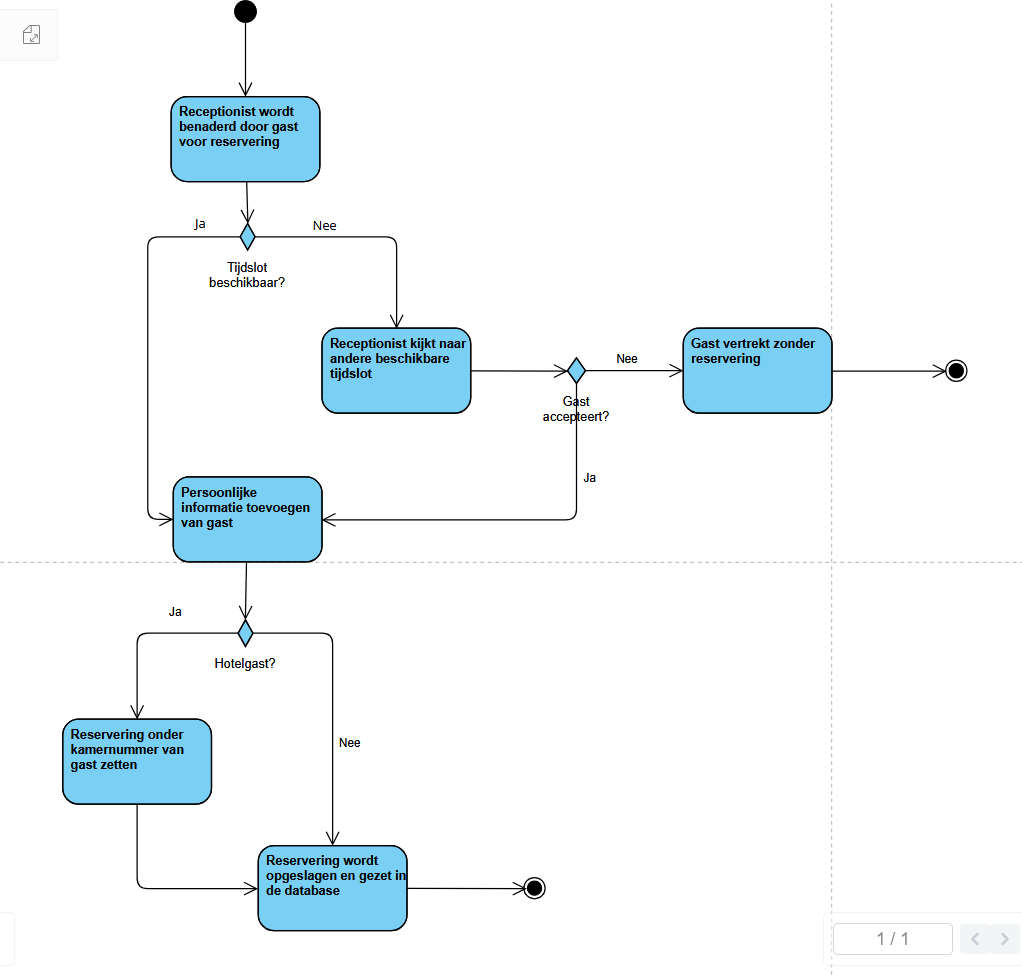 Receptionist wordt
benaderd door gast
voor reservering
Ja
Nee
Tijdslot
beschikbaar?
Receptionist kijkt naar
andere beschikbare
tijdslot
Nee
Gast
accepteert?
Gast vertrekt zonder
reservering
Ja
Persoonlijke
informatie toevoegen
van gast
Ja
Hotelgast?
Reservering onder
kamernummer van
gast zetten
Nee
Reservering wordt
opgeslagen en gezet in
de database
1 / 1